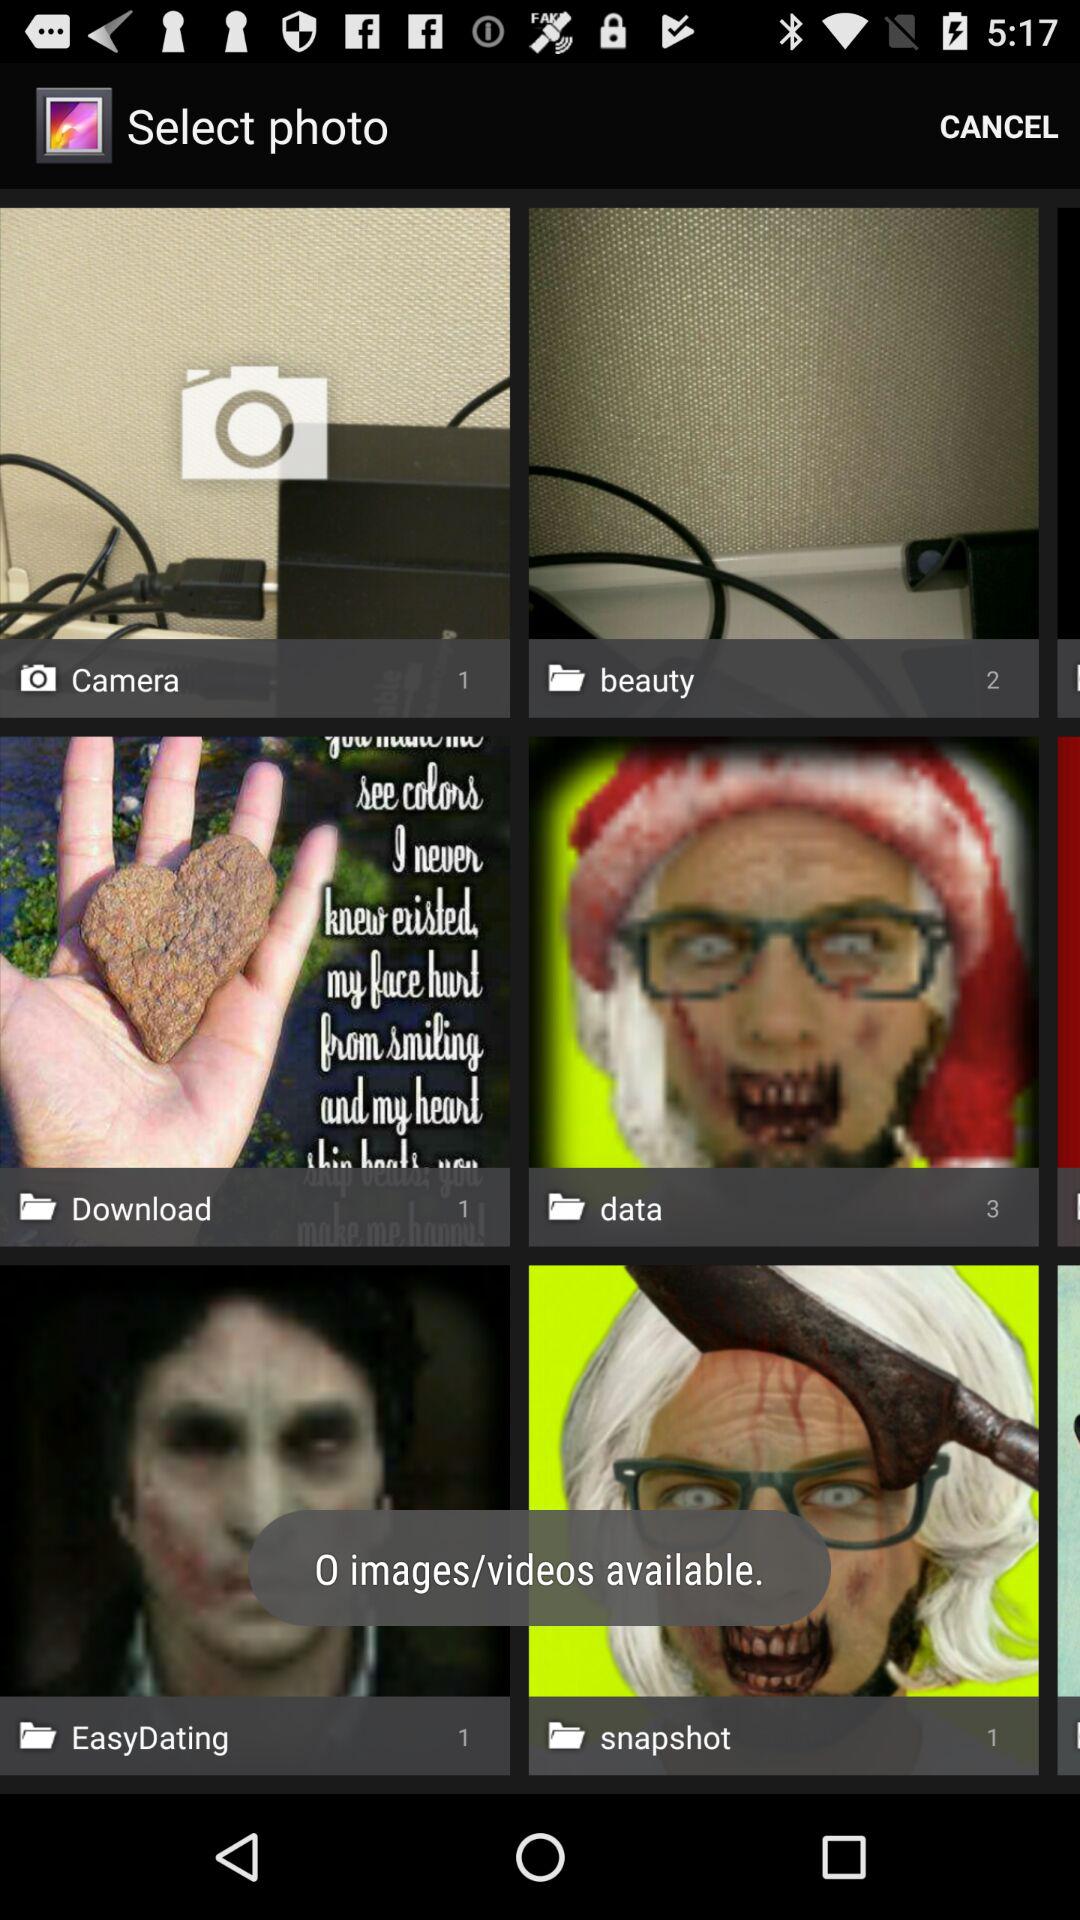 FAKE
5:17
Select photo
CANCEL
Camera 1
beauty 2
you make me
see colors
I never
knew existed,
my face hurt
from smiling
and my heart
skip beats, you
make me happy!
Download 1
data 3
0 images/videos available.
EasyDating 1
snapshot 1